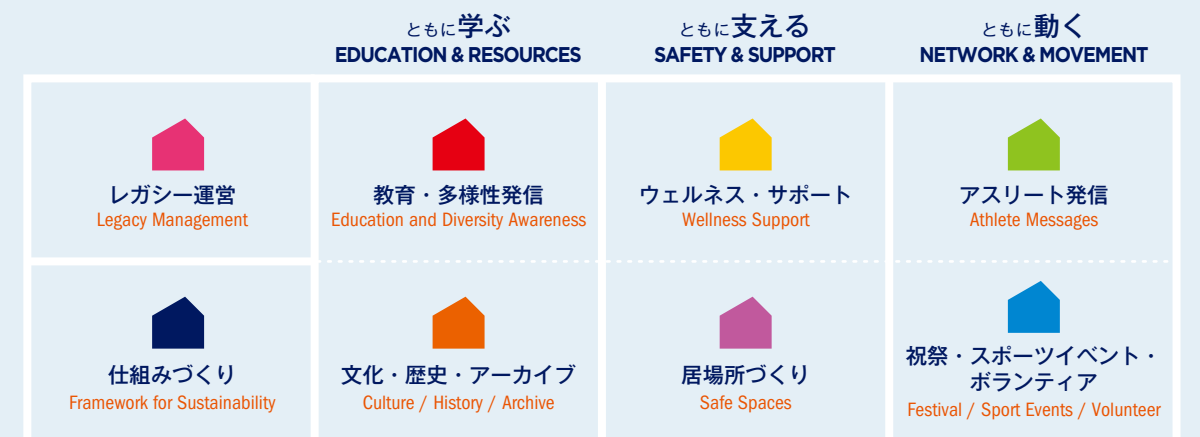 ともに学ぶ
EDUCATION & RESOURCES
ともに支える
SAFETY & SUPPORT
ともに動く
NETWORK & MOVEMENT
レガシー運営
Legacy Management
教育・多様性発信
Education and Diversity Awareness
ウェルネス・サポート
Wellness Support
アスリート発信
Athlete Messages
仕組みづくり
Framework for Sustainability
文化・歴史・アーカイブ
Culture / History / Archive
居場所づくり
Safe Spaces
祝祭・スポーツイベント・
ボランティア
Festival / Sport Events / Volunteer